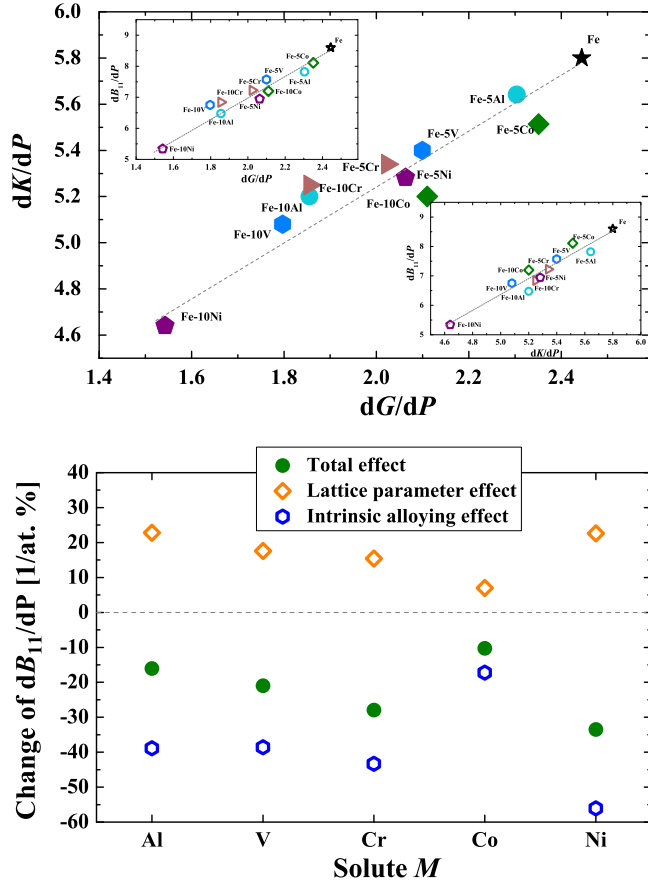 5.8
5.6
5.4
5.2
5.0
4.8
4.6
dK/dP
1.4 1.6 1.8 2.0 2.2 2.4
dG/dP
Fe
Fe-5Al
Fe-5Co
Fe-5V
Fe-5Cr
Fe-5Ni
Fe-10Cr
Fe-10Co
Fe-10Al
Fe-10V
Fe-10Ni
9
8
7
6
5
dB11/dP
1.6 1.8 2.0 2.2 2.4
dG/dP
Fe
Fe-5Co
Fe-5V
Fe-5Al
Fe-5Cr
Fe-10Cr
Fe-10Co
Fe-5Ni
Fe-10V
Fe-10Al
Fe-10Ni
9
8
7
6
5
dB11/dP
4.6 4.8 5.0 5.2 5.4 5.6 5.8 6.0
dK/dP
Fe
Fe-5Co
Fe-5V
Fe-5Al
Fe-10Co
Fe-5Cr
Fe-5Ni
Fe-10V
Fe-10Cr
Fe-10Al
Fe-10Ni
40
30
20
10
0
-10
-20
-30
-40
-50
-60
Change of dB11/dP [1/at. %]
Total effect
Lattice parameter effect
Intrinsic alloying effect
Al V Cr Co Ni
Solute M